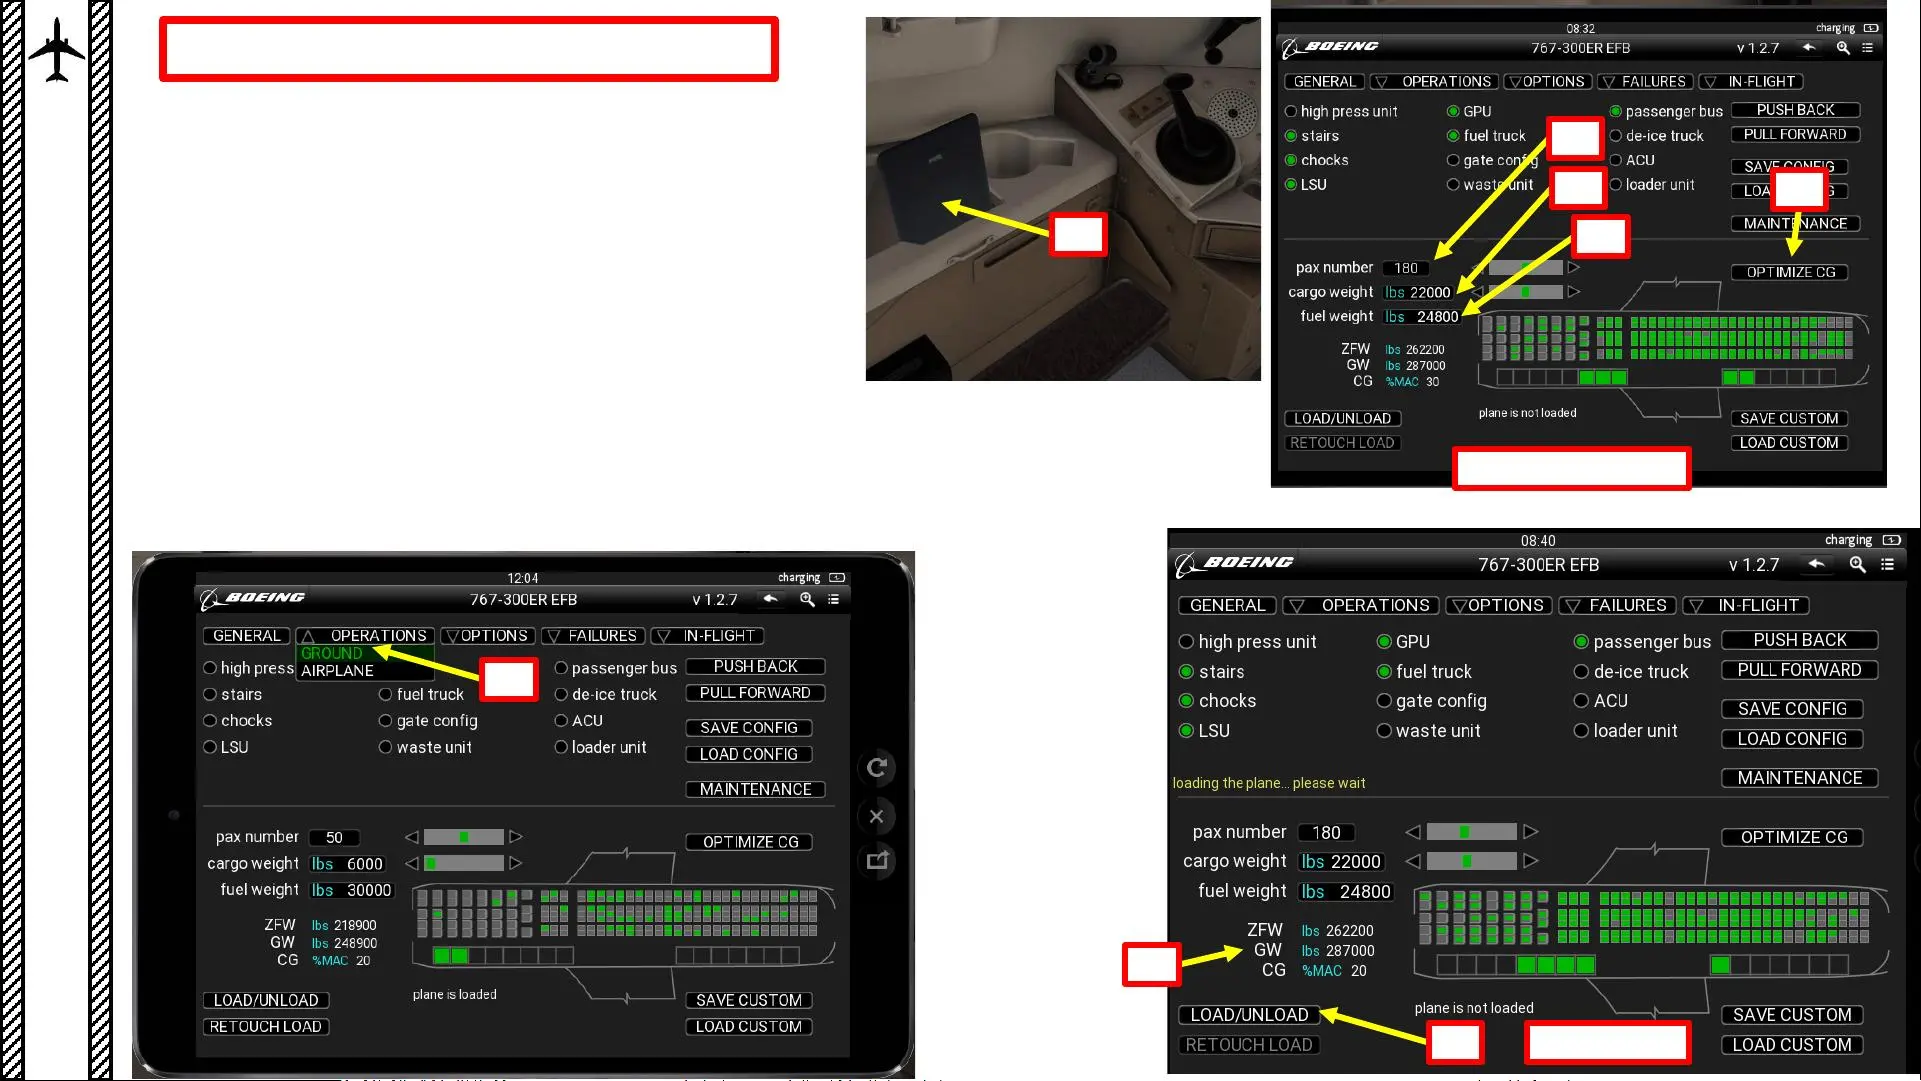 08:32
charging
BOEING
767-300ER EFB
v 1.2.7
GENERAL
OPERATIONS
OPTIONS
FAILURES
IN-FLIGHT
high press unit
GPU
passenger bus
PUSH BACK
stairs
fuel truck
de-ice truck
PULL FORWARD
chocks
gate config
ACU
SAVE CONFIG
LSU
waste unit
loader unit
MAINTENANCE
pax number
180
OPTIMIZE CG
cargo weight
lbs 22000
fuel weight
lbs 24800
ZFW lbs 262200
GW lbs 287000
CG %MAC 30
plane is not loaded
LOAD/UNLOAD
SAVE CUSTOM
RETOUCH LOAD
LOAD CUSTOM
12:04
charging
BOEING
767-300ER EFB
v 1.2.7
GENERAL
OPERATIONS
OPTIONS
FAILURES
IN-FLIGHT
GROUND
AIRPLANE
high press
passenger bus
PUSH BACK
stairs
fuel truck
de-ice truck
PULL FORWARD
chocks
gate config
ACU
SAVE CONFIG
LSU
waste unit
loader unit
LOAD CONFIG
MAINTENANCE
pax number
50
OPTIMIZE CG
cargo weight
lbs 6000
fuel weight
lbs 30000
ZFW lbs 218900
GW lbs 248900
CG %MAC 20
plane is loaded
LOAD/UNLOAD
SAVE CUSTOM
RETOUCH LOAD
LOAD CUSTOM
08:40
charging
BOEING
767-300ER EFB
v 1.2.7
GENERAL
OPERATIONS
OPTIONS
FAILURES
IN-FLIGHT
high press unit
GPU
passenger bus
PUSH BACK
stairs
fuel truck
de-ice truck
PULL FORWARD
chocks
gate config
ACU
SAVE CONFIG
LSU
waste unit
loader unit
LOAD CONFIG
MAINTENANCE
loading the plane... please wait
pax number
180
OPTIMIZE CG
cargo weight
lbs 22000
fuel weight
lbs 24800
ZFW lbs 262200
GW lbs 287000
CG %MAC 20
plane is not loaded
LOAD/UNLOAD
SAVE CUSTOM
RETOUCH LOAD
LOAD CUSTOM